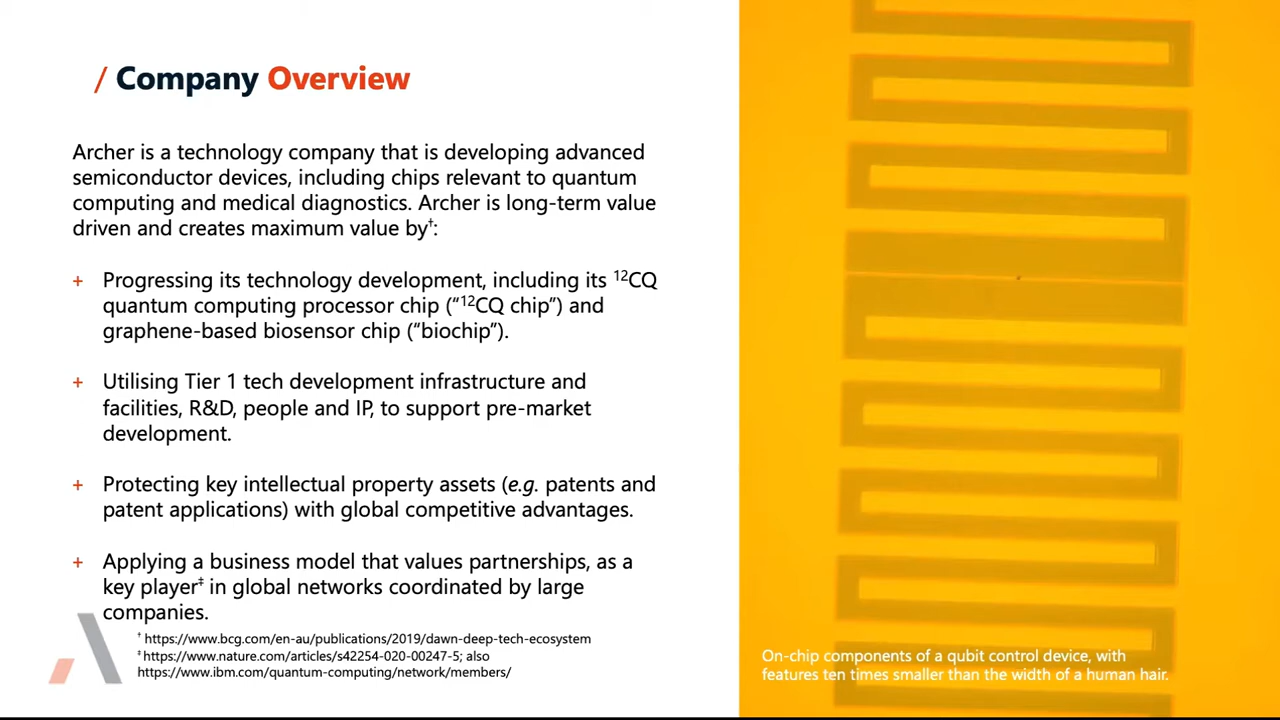 / Company Overview
Archer is a technology company that is developing advanced
semiconductor devices, including chips relevant to quantum
computing and medical diagnostics. Archer is long-term value
driven and creates maximum value by†:
+ Progressing its technology development, including its ¹²CQ
quantum computing processor chip (“¹²CQ chip”) and
graphene-based biosensor chip (“biochip”).
+ Utilising Tier 1 tech development infrastructure and
facilities, R&D, people and IP, to support pre-market
development.
+ Protecting key intellectual property assets (e.g. patents and
patent applications) with global competitive advantages.
+ Applying a business model that values partnerships, as a
key player‡ in global networks coordinated by large
companies.
† https://www.bcg.com/en-au/publications/2019/dawn-deep-tech-ecosystem
‡ https://www.nature.com/articles/s42254-020-00247-5; also
https://www.ibm.com/quantum-computing/network/members/
On-chip components of a qubit control device, with
features ten times smaller than the width of a human hair.